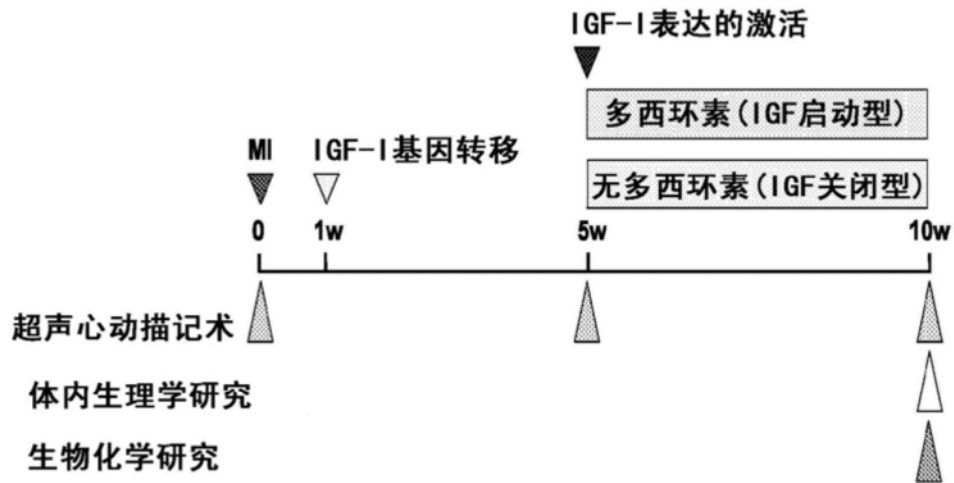 IGF-I表达的激活
多西环素(IGF启动型)
MI IGF-I基因转移
无多西环素(IGF关闭型)
0 1w 5w 10w
超声心动描记术
体内生理学研究
生物化学研究